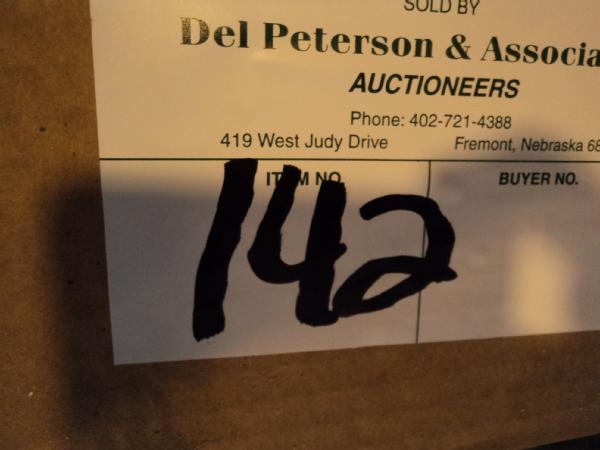 SOLD BY
Del Peterson & Associa
AUCTIONEERS
Phone: 402-721-4388
419 West Judy Drive Fremont, Nebraska 68
ITEM NO. BUYER NO.
142